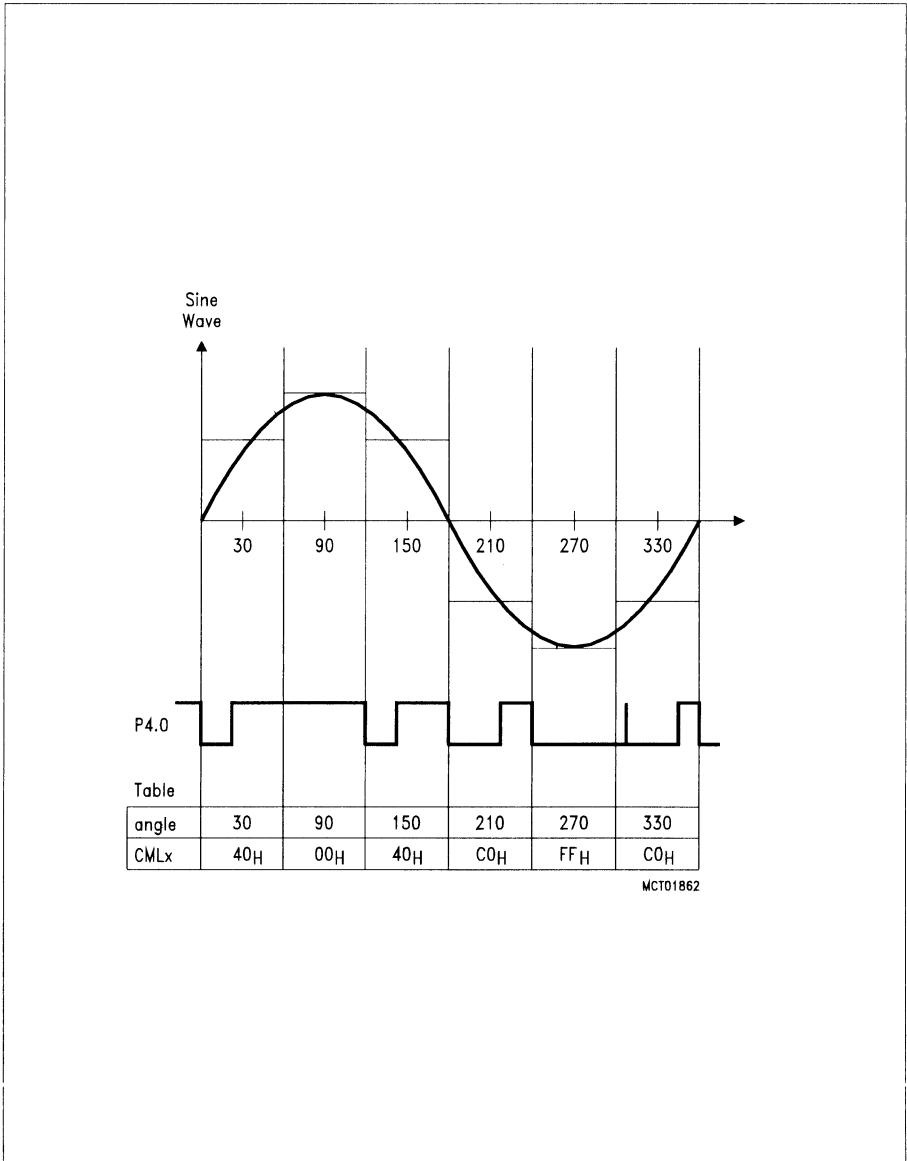 Sine
Wave
30 90 150 210 270 330
P4.0
Table
angle 30 90 150 210 270 330
CMLx 40H 00H 40H C0H FFH C0H
MCT01862